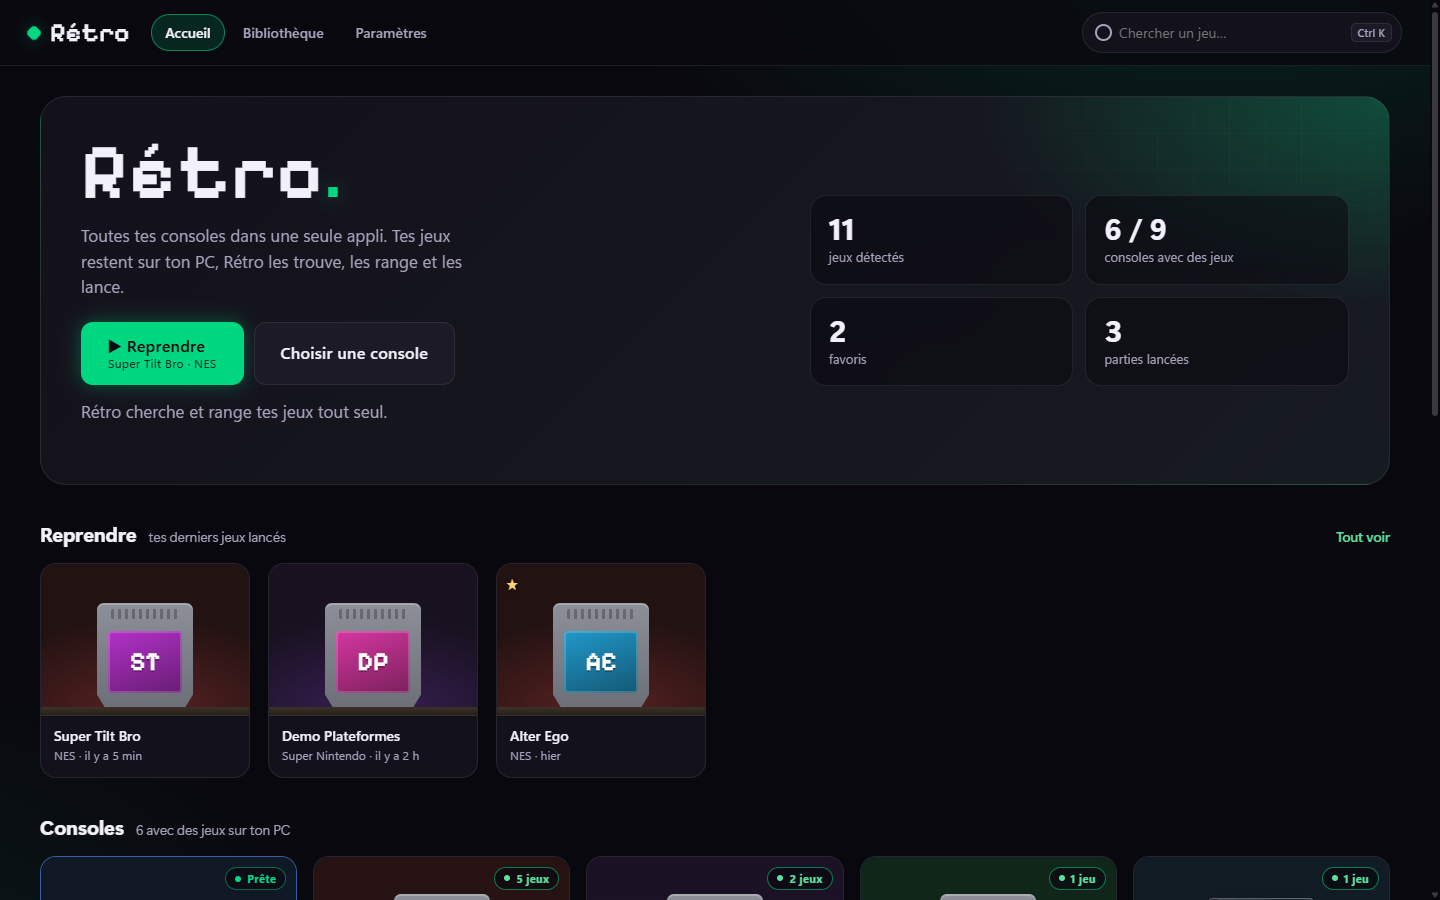 Rétro
Accueil
Bibliothèque
Paramètres
Chercher un jeu...
Ctrl K
Rétro.
Toutes tes consoles dans une seule appli. Tes jeux
restent sur ton PC, Rétro les trouve, les range et les
lance.
▶ Reprendre
Super Tilt Bro · NES
Choisir une console
Rétro cherche et range tes jeux tout seul.
11
jeux détectés
6 / 9
consoles avec des jeux
2
favoris
3
parties lancées
Reprendre tes derniers jeux lancés
Tout voir
ST
Super Tilt Bro
NES · il y a 5 min
DP
Demo Plateformes
Super Nintendo · il y a 2 h
AE
Alter Ego
NES · hier
Consoles 6 avec des jeux sur ton PC
Prête
5 jeux
2 jeux
1 jeu
1 jeu